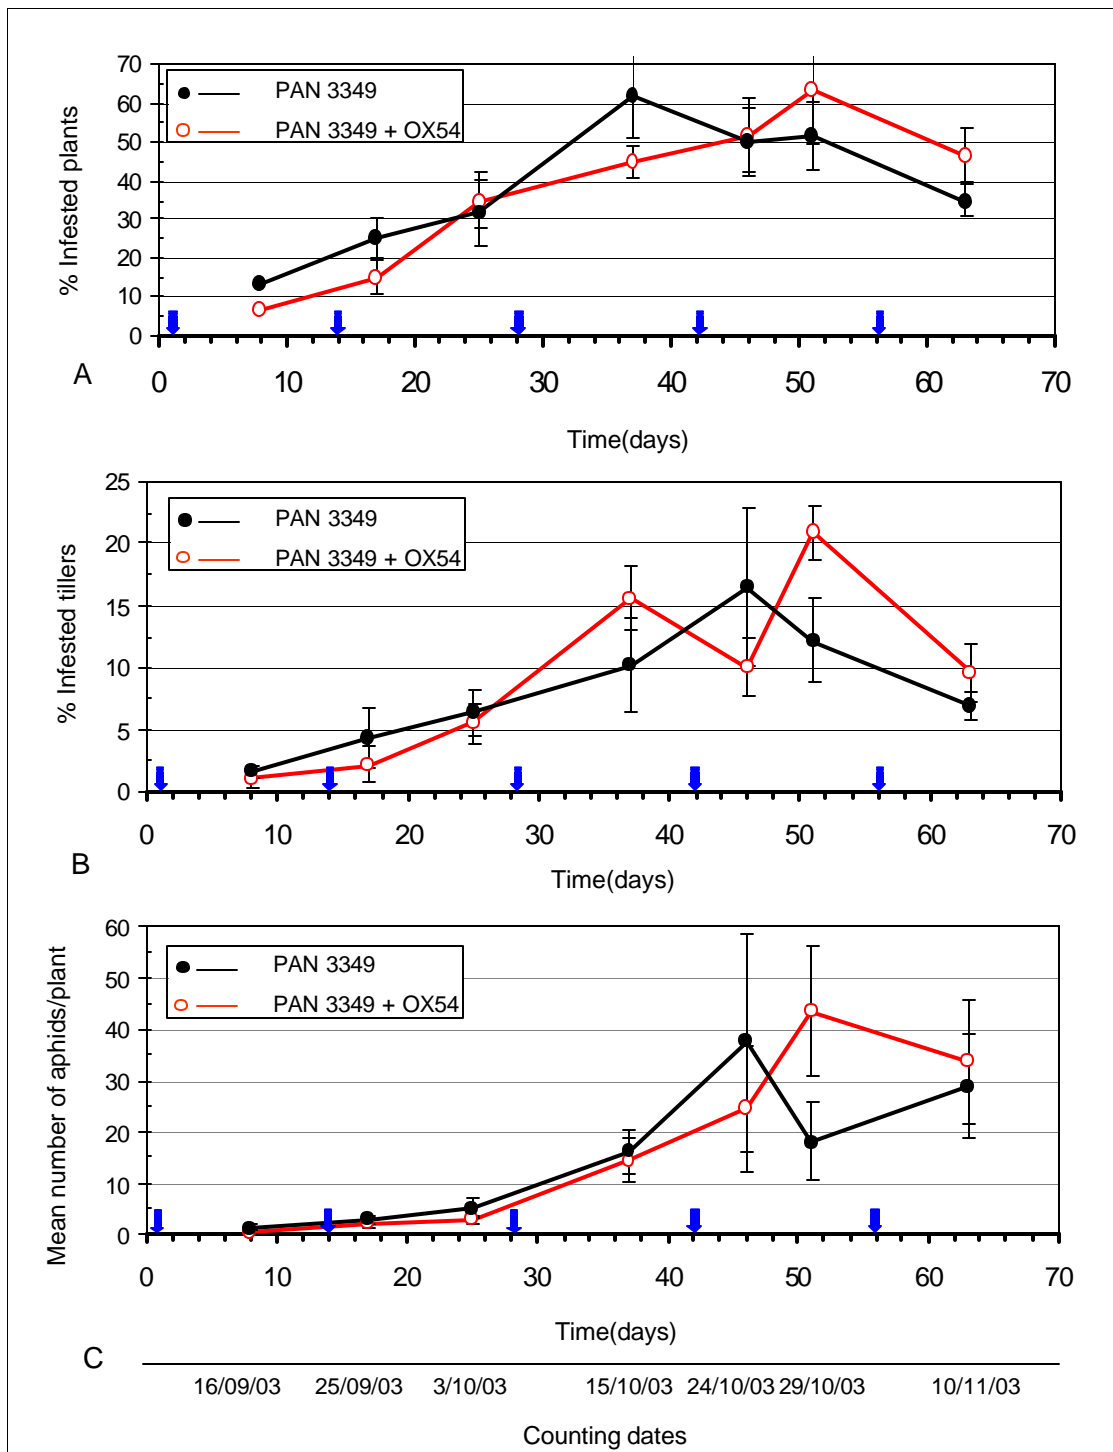 70
60
50
40
30
20
10
0
% Infested plants
PAN 3349
PAN 3349 + OX54
0 10 20 30 40 50 60 70
A
Time(days)
25
20
15
10
5
0
% Infested tillers
PAN 3349
PAN 3349 + OX54
0 10 20 30 40 50 60 70
B
Time(days)
60
50
40
30
20
10
0
Mean number of aphids/plant
PAN 3349
PAN 3349 + OX54
0 10 20 30 40 50 60 70
Time(days)
C
16/09/03 25/09/03 3/10/03 15/10/03 24/10/03 29/10/03 10/11/03
Counting dates